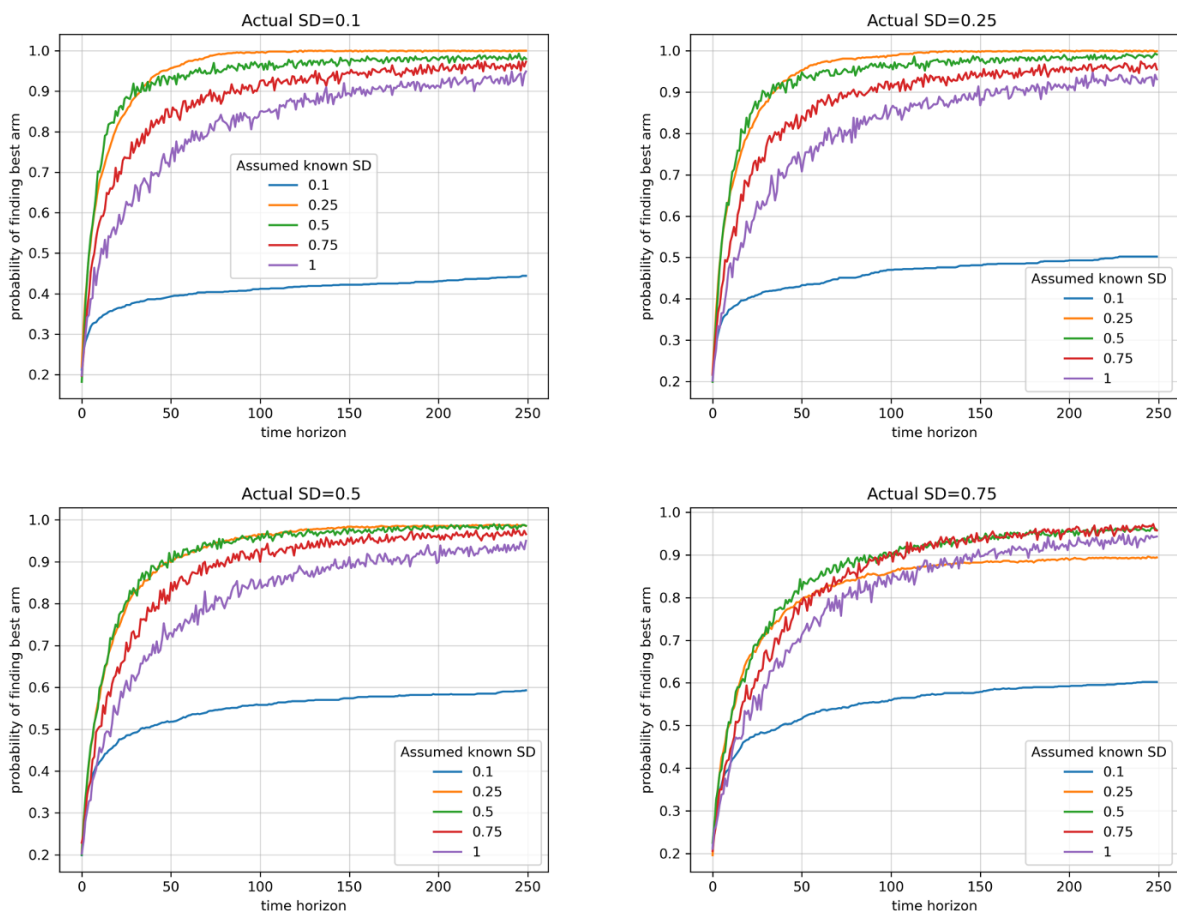 Actual SD=0.1
probability of finding best arm
1.0
0.9
0.8
0.7
0.6
0.5
0.4
0.3
0.2
Assumed known SD
0.1
0.25
0.5
0.75
1
0 50 100 150 200 250
time horizon
Actual SD=0.25
probability of finding best arm
1.0
0.9
0.8
0.7
0.6
0.5
0.4
0.3
0.2
Assumed known SD
0.1
0.25
0.5
0.75
1
0 50 100 150 200 250
time horizon
Actual SD=0.5
probability of finding best arm
1.0
0.9
0.8
0.7
0.6
0.5
0.4
0.3
0.2
Assumed known SD
0.1
0.25
0.5
0.75
1
0 50 100 150 200 250
time horizon
Actual SD=0.75
probability of finding best arm
1.0
0.9
0.8
0.7
0.6
0.5
0.4
0.3
0.2
Assumed known SD
0.1
0.25
0.5
0.75
1
0 50 100 150 200 250
time horizon